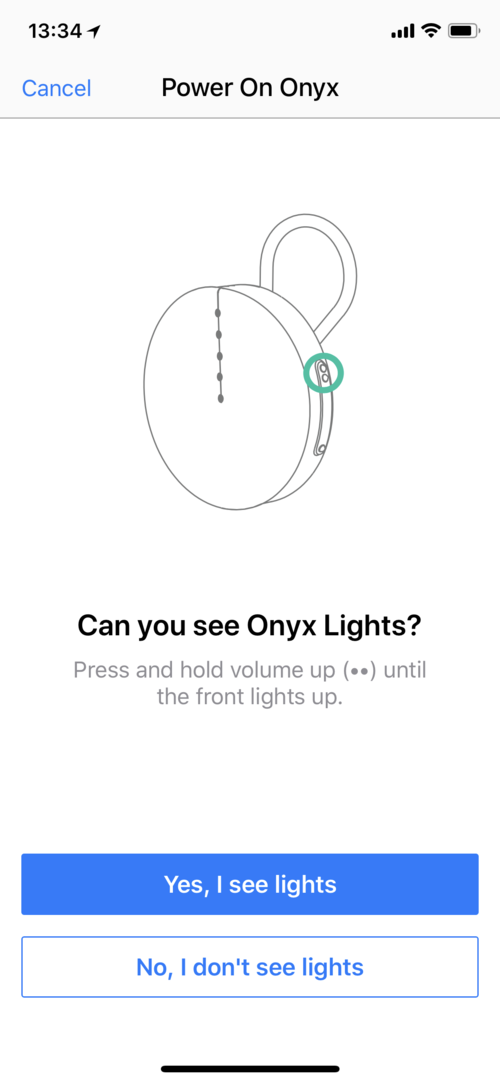 13:34
Cancel
Power On Onyx
Can you see Onyx Lights?
Press and hold volume up (••) until
the front lights up.
Yes, I see lights
No, I don't see lights